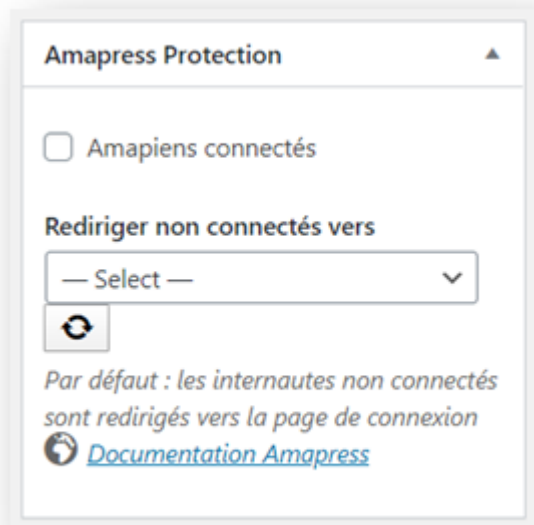 Amapress Protection
Amapiens connectés
Rediriger non connectés vers
— Select —
Par défaut : les internautes non connectés
sont redirigés vers la page de connexion
Documentation Amapress